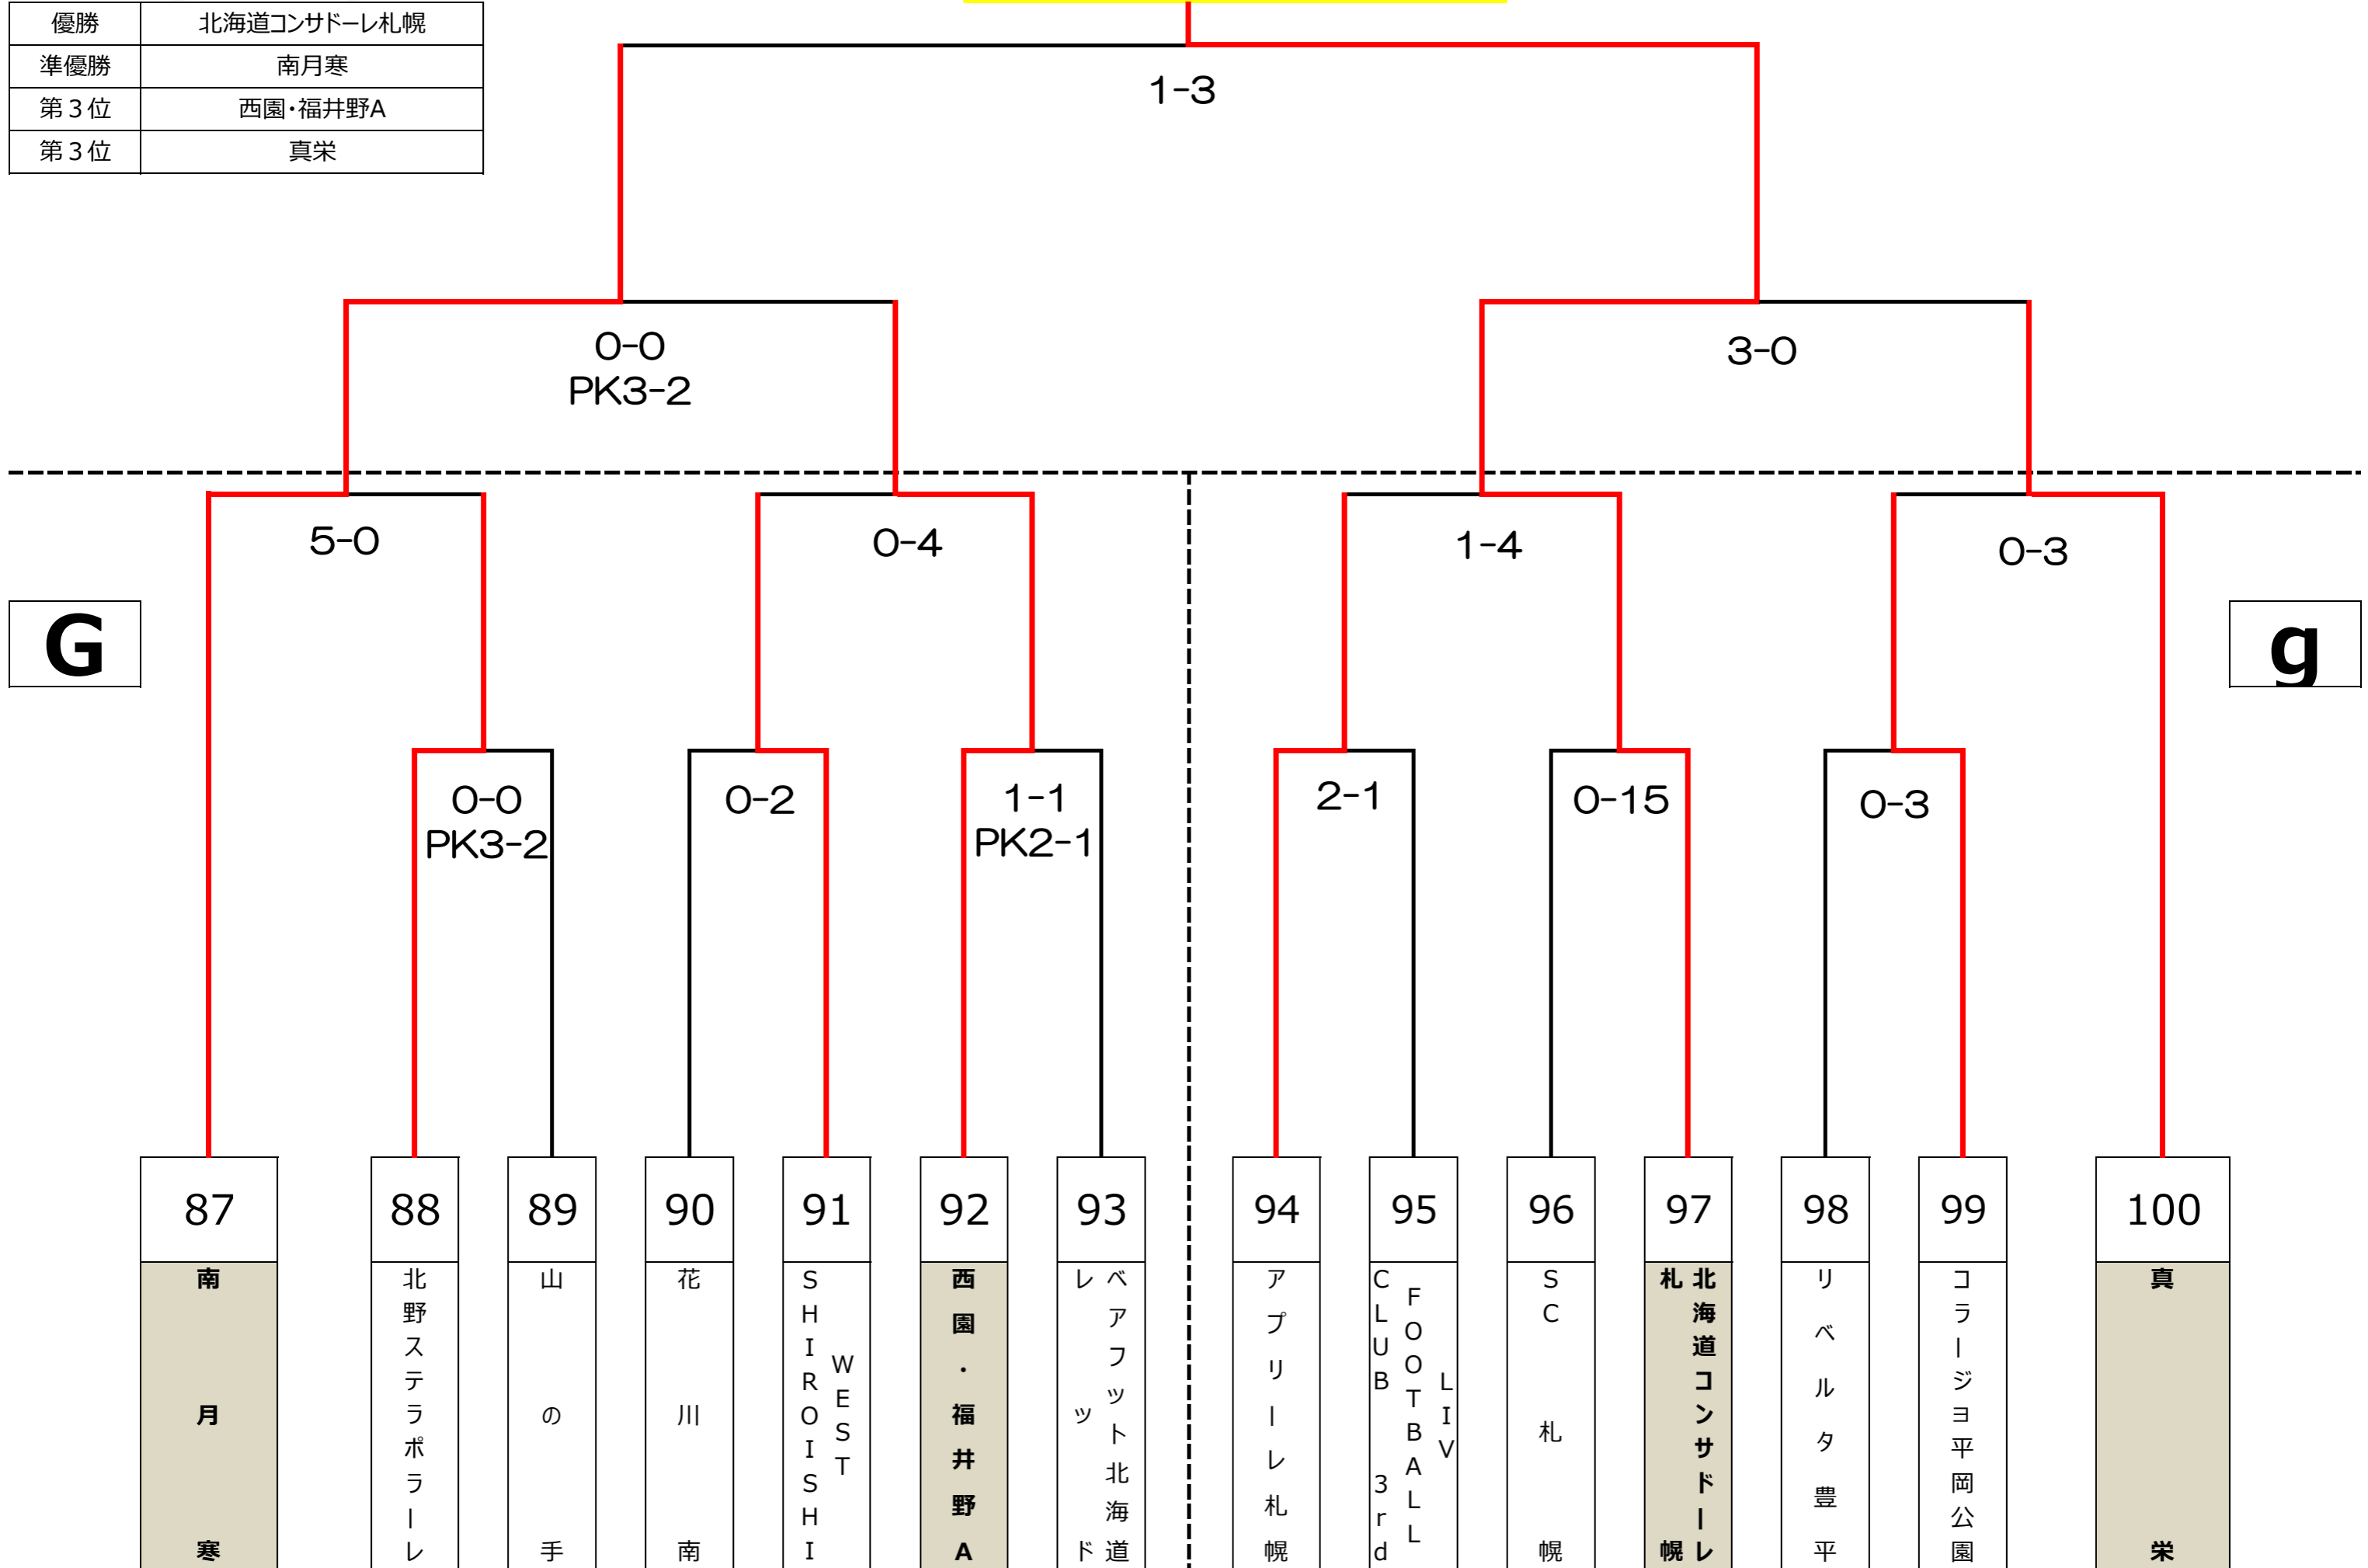 優勝 北海道コンサドーレ札幌
準優勝 南月寒
第３位 西園・福井野A
第３位 真栄
1-3
0-0
PK3-2
3-0
5-0
0-4
1-4
0-3
G
g
0-0
PK3-2
0-2
1-1
PK2-1
2-1
0-15
0-3
87 88 89 90 91 92 93 94 95 96 97 98 99 100
南月寒
北野ステラポラーレ
山の手
花川南
SHIROISHI
WEST
西園・福井野A
ベアフット北海道
レッド
アプリーレ札幌
LIV
FOOTBALL
CLUB 3rd
SC札幌
北海道コンサドーレ
札幌
リベルタ豊平
コラージョ平岡公園
真栄